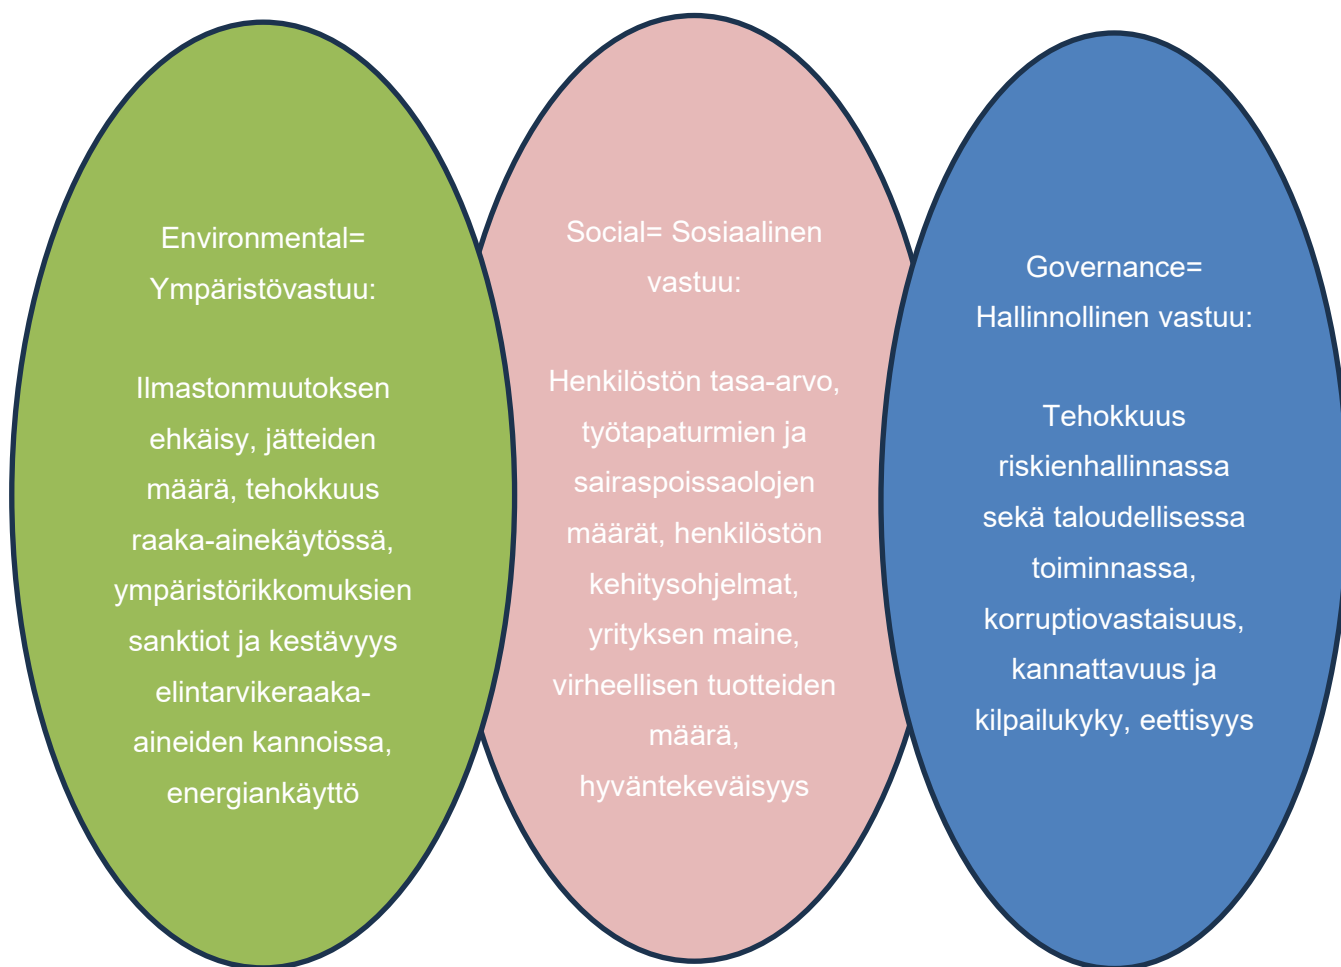 Environmental=
Ympäristövastuu:
Ilmastonmuutoksen
ehkäisy, jätteiden
määrä, tehokkuus
raaka-ainekäytössä,
ympäristörikkomuksien
sanktiot ja kestävyys
elintarvikeraaka-
aineiden kannoissa,
energiankäyttö
Social= Sosiaalinen
vastuu:
Henkilöstön tasa-arvo,
työtapaturmien ja
sairaspoissaolojen
määrät, henkilöstön
kehitysohjelmat,
yrityksen maine,
virheellisen tuotteiden
määrä,
hyväntekeväisyys
Governance=
Hallinnollinen vastuu:
Tehokkuus
riskienhallinnassa
sekä taloudellisessa
toiminnassa,
korruptiovastaisuus,
kannattavuus ja
kilpailukyky, eettisyys